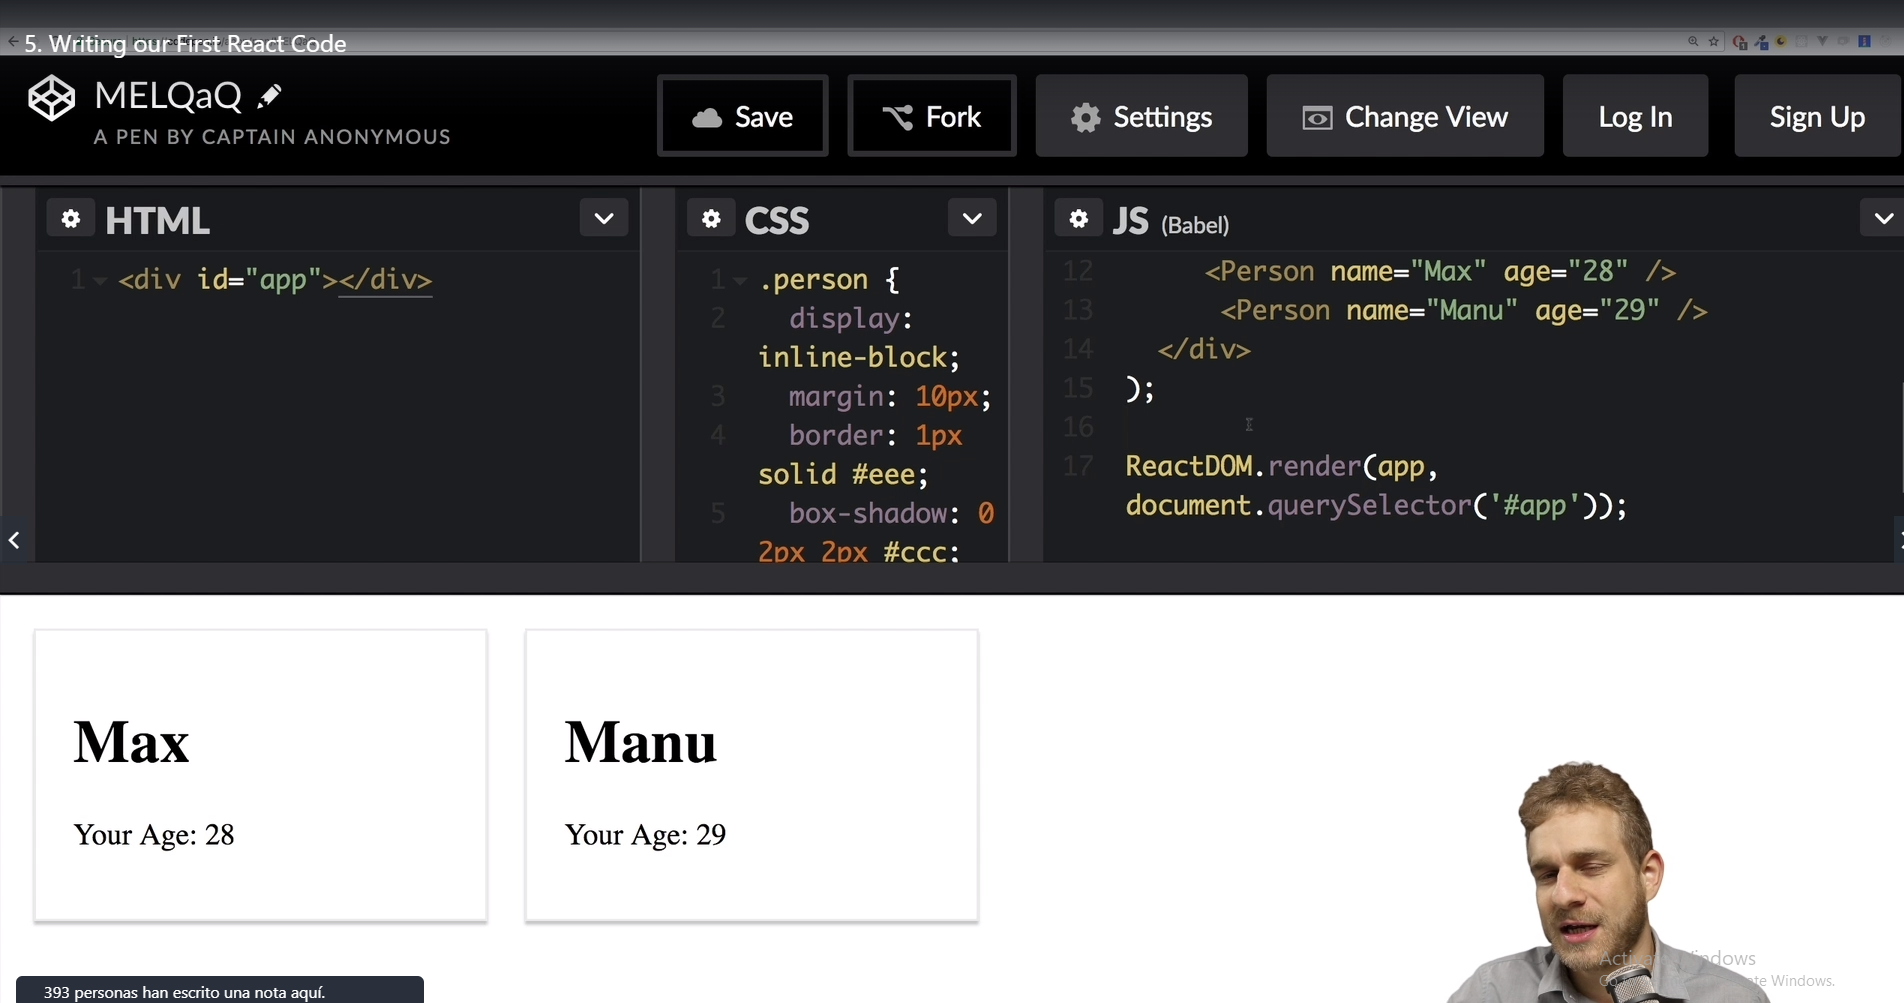 5. Writing our First React Code
MELQaQ
A PEN BY CAPTAIN ANONYMOUS
Save
Fork
Settings
Change View
Log In
Sign Up
HTML
1 <div id="app"></div>
CSS
1 .person {
2 display:
inline-block;
3 margin: 10px;
4 border: 1px
solid #eee;
5 box-shadow: 0
2px 2px #ccc;
JS (Babel)
12 <Person name="Max" age="28" />
13 <Person name="Manu" age="29" />
14 </div>
15 );
16
17 ReactDOM.render(app,
document.querySelector('#app'));
Max
Your Age: 28
Manu
Your Age: 29
Windows
Windows.
393 personas han escrito una nota aquí.